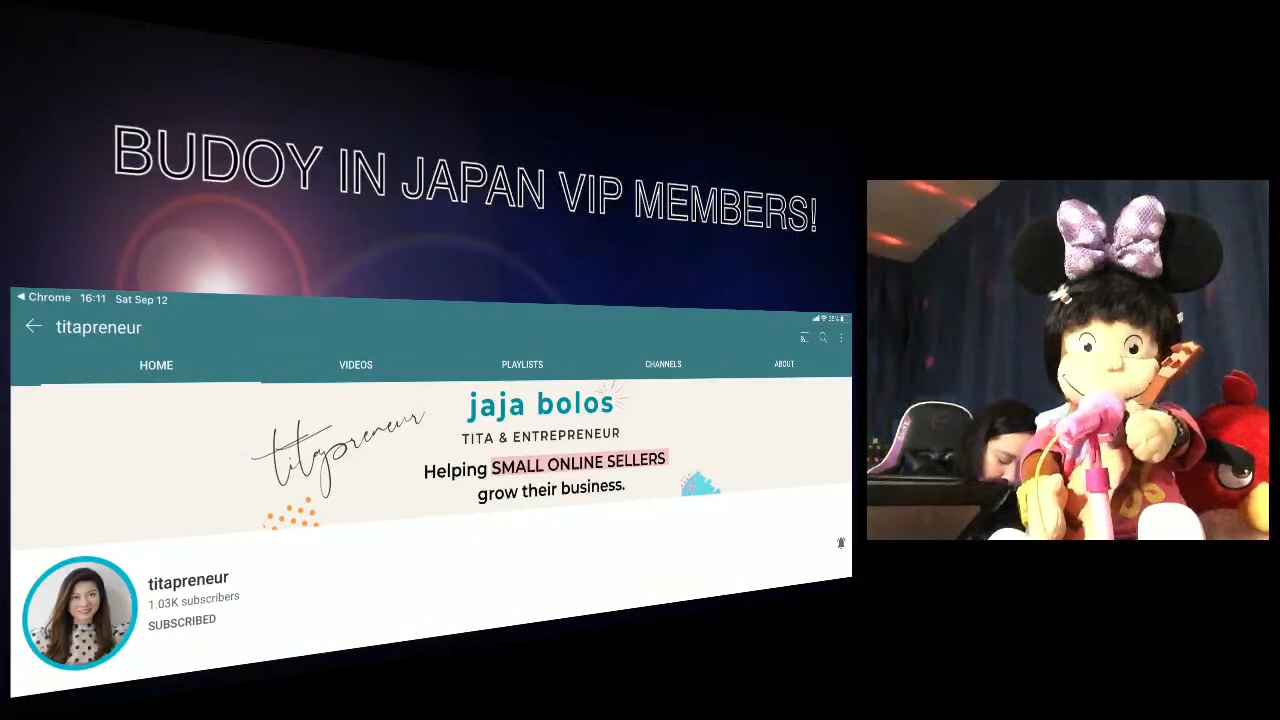 BUDOY IN JAPAN VIP MEMBERS!
Chrome 16:11 Sat Sep 12
titapreneur
HOME VIDEOS PLAYLISTS CHANNELS ABOUT
titapreneur
jaja bolos
TITA & ENTREPRENEUR
Helping SMALL ONLINE SELLERS
grow their business.
titapreneur
1.03K subscribers
SUBSCRIBED